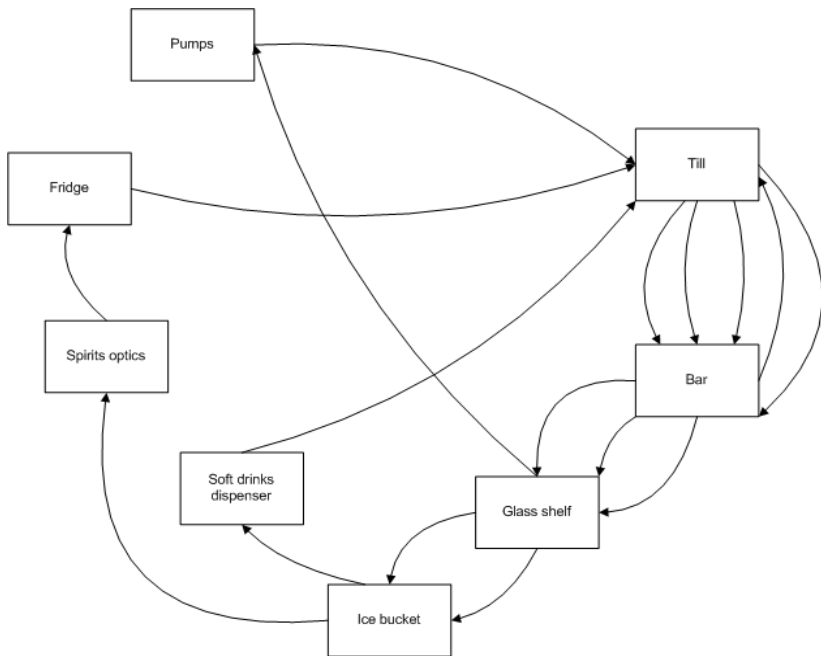 Pumps
Till
Fridge
Spirits optics
Bar
Soft drinks
dispenser
Glass shelf
Ice bucket